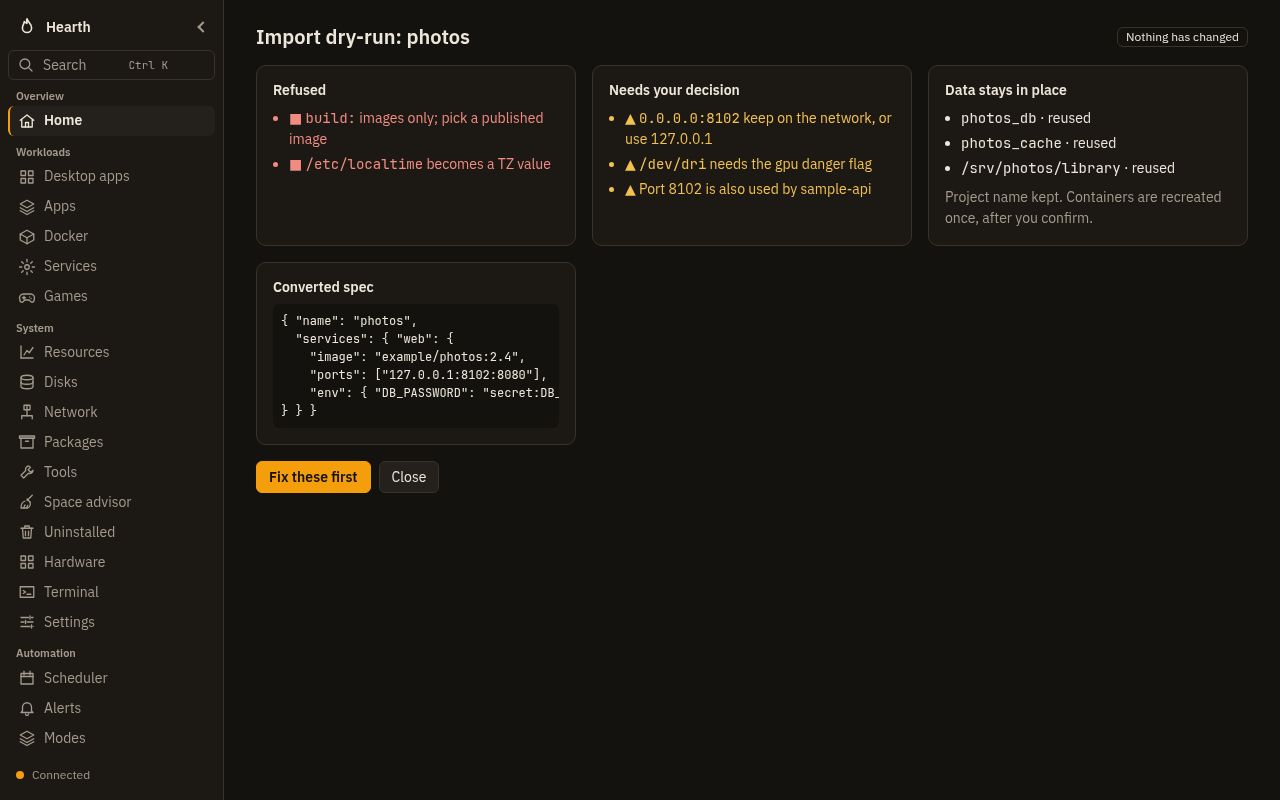 Hearth
Search Ctrl K
Overview
Home
Workloads
Desktop apps
Apps
Docker
Services
Games
System
Resources
Disks
Network
Packages
Tools
Space advisor
Uninstalled
Hardware
Terminal
Settings
Automation
Scheduler
Alerts
Modes
Connected
Import dry-run: photos
Nothing has changed
Refused
build: images only; pick a published
image
/etc/localtime becomes a TZ value
Needs your decision
0.0.0.0:8102 keep on the network, or
use 127.0.0.1
/dev/dri needs the gpu danger flag
Port 8102 is also used by sample-api
Data stays in place
photos_db · reused
photos_cache · reused
/srv/photos/library · reused
Project name kept. Containers are recreated
once, after you confirm.
Converted spec
{ "name": "photos",
"services": { "web": {
"image": "example/photos:2.4",
"ports": ["127.0.0.1:8102:8080"],
"env": { "DB_PASSWORD": "secret:DB_
} } }
Fix these first
Close